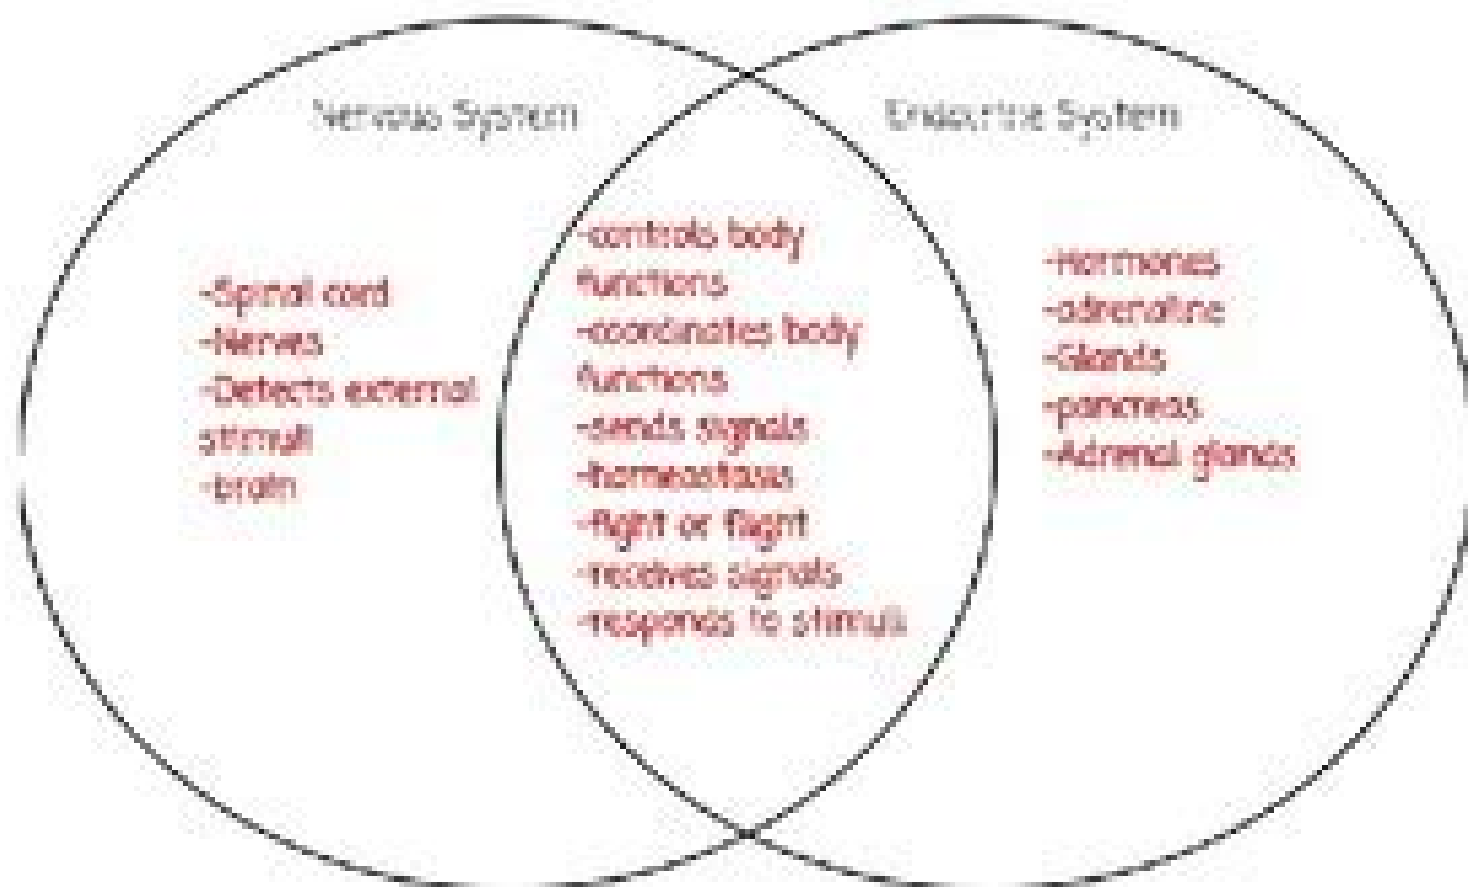 Nervous System
-Spinal cord
-Nerves
-Detects external
stimuli
-brain
-controls body
functions
-coordinates body
functions
-sends signals
-homeostasis
-fight or flight
-receives signals
-responds to stimuli
Endocrine System
-Hormones
-adrenaline
-Glands
-pancreas
-Adrenal glands